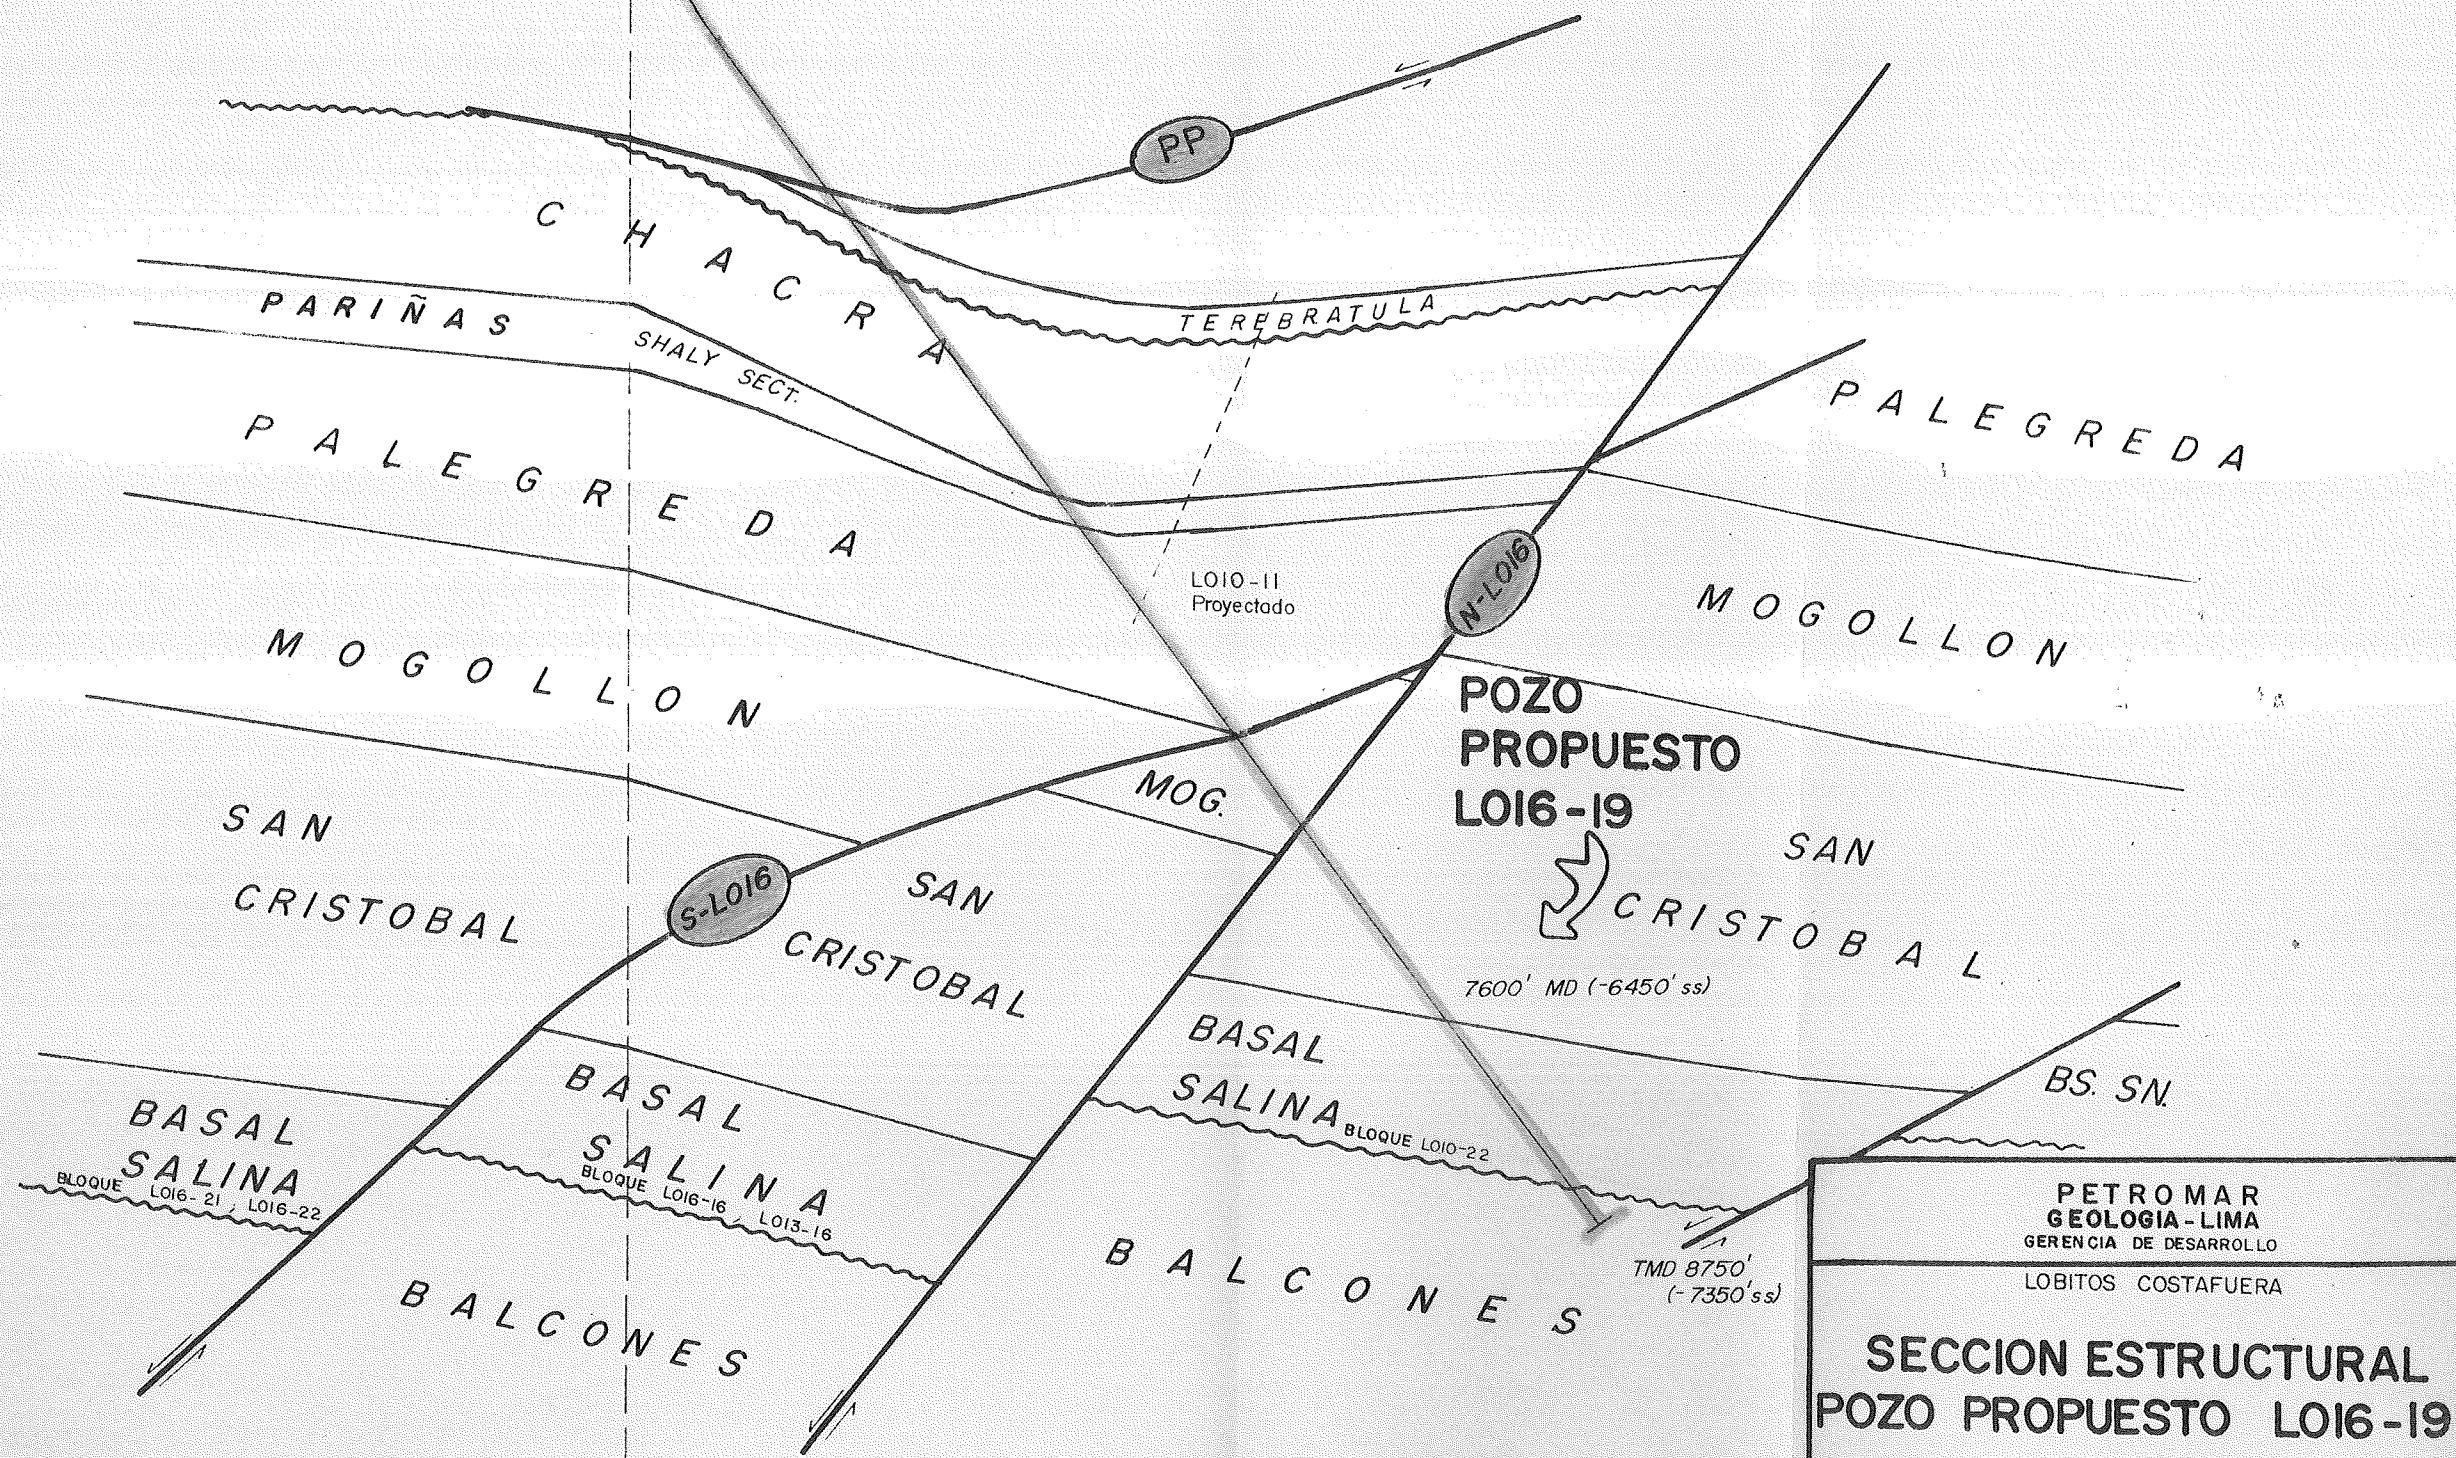 PP
CHACRA
PARIÑAS
SHALY SECT.
TEREBRATULA
PALEGREDA
PALEGREDA
LO10-11
Proyectado
N-LO16
MOGOLLON
MOGOLLON
POZO
PROPUESTO
LO16-19
MOG.
SAN
CRISTOBAL
S-LO16
SAN
CRISTOBAL
SAN
CRISTOBAL
7600' MD (-6450' ss)
BASAL
SALINA
BLOQUE LO16-21, LO16-22
BASAL
SALINA
BLOQUE LO16-16, LO13-16
BASAL
SALINA
BLOQUE LO10-22
BS. SN.
BALCONES
BALCONES
TMD 8750'
(-7350'ss)
PETROMAR
GEOLOGIA-LIMA
GERENCIA DE DESARROLLO
LOBITOS COSTAFUERA
SECCION ESTRUCTURAL
POZO PROPUESTO LO16-19